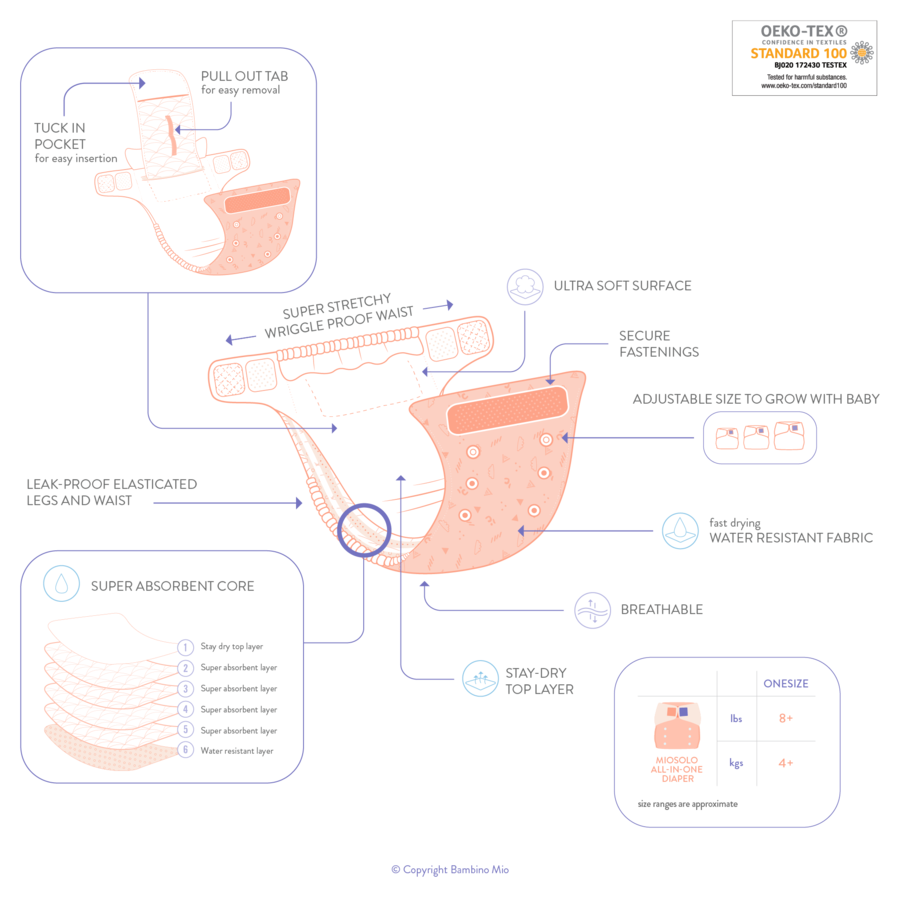 OEKO-TEX®
CONFIDENCE IN TEXTILES
STANDARD 100
BJ020 172430 TESTEX
Tested for harmful substances.
www.oeko-tex.com/standard100
PULL OUT TAB
for easy removal
TUCK IN
POCKET
for easy insertion
SUPER STRETCHY
WRIGGLE PROOF WAIST
ULTRA SOFT SURFACE
SECURE
FASTENINGS
ADJUSTABLE SIZE TO GROW WITH BABY
LEAK-PROOF ELASTICATED
LEGS AND WAIST
fast drying
WATER RESISTANT FABRIC
SUPER ABSORBENT CORE
1 Stay dry top layer
2 Super absorbent layer
3 Super absorbent layer
4 Super absorbent layer
5 Super absorbent layer
6 Water resistant layer
BREATHABLE
STAY-DRY
TOP LAYER
ONESIZE
lbs 8+
kgs 4+
MIOSOLO
ALL-IN-ONE
DIAPER
size ranges are approximate
© Copyright Bambino Mio